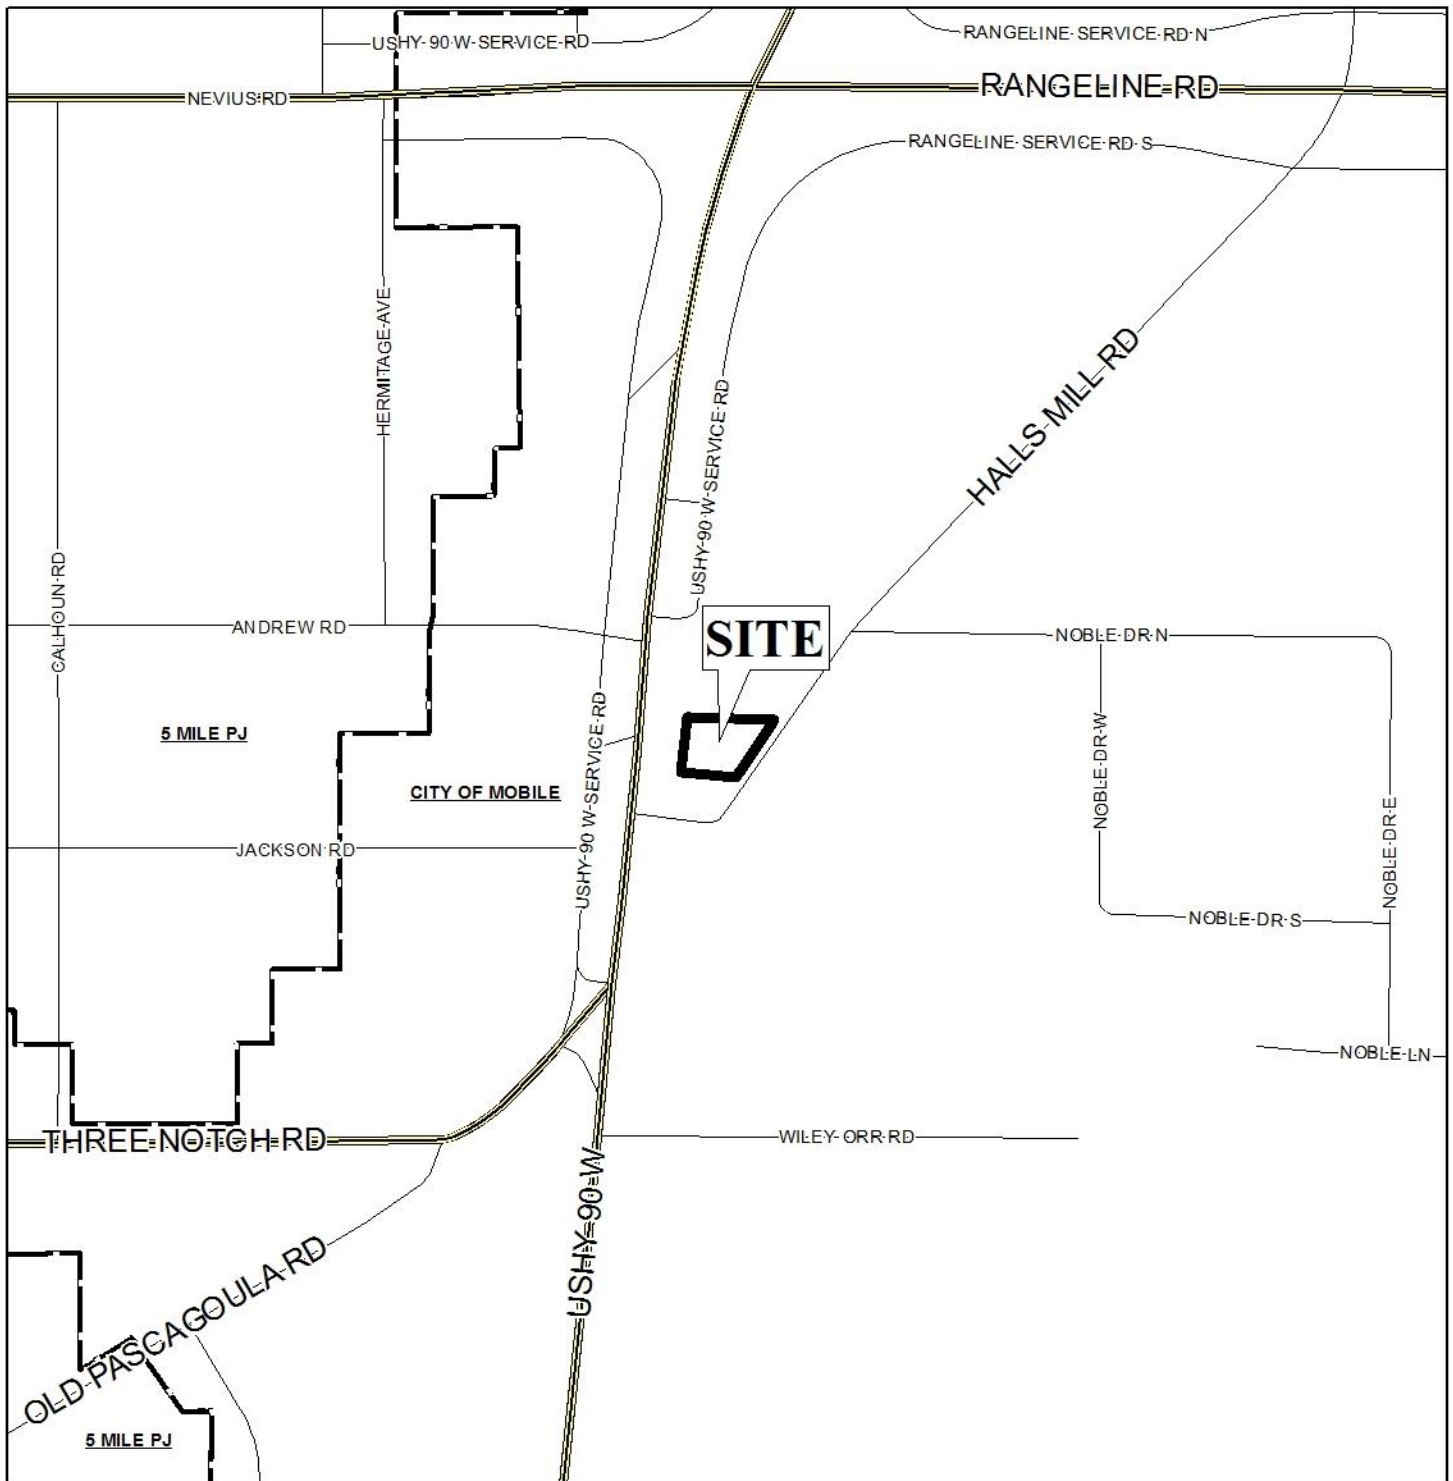 USHY 90 W SERVICE RD
RANGELINE SERVICE RD N
NEVIUS RD
RANGELINE RD
RANGELINE SERVICE RD S
HERMITAGE AVE
HALLS MILL RD
USHY 90 W SERVICE RD
CALHOUN RD
ANDREW RD
SITE
NOBLE DR N
5 MILE PJ
CITY OF MOBILE
USHY 90 W SERVICE RD
NOBLE DR W
NOBLE DR E
JACKSON RD
NOBLE DR S
NOBLE LN
THREE NOTCH RD
WILEY ORR RD
USHY 90 W
OLD PASCAGOULA RD
5 MILE PJ